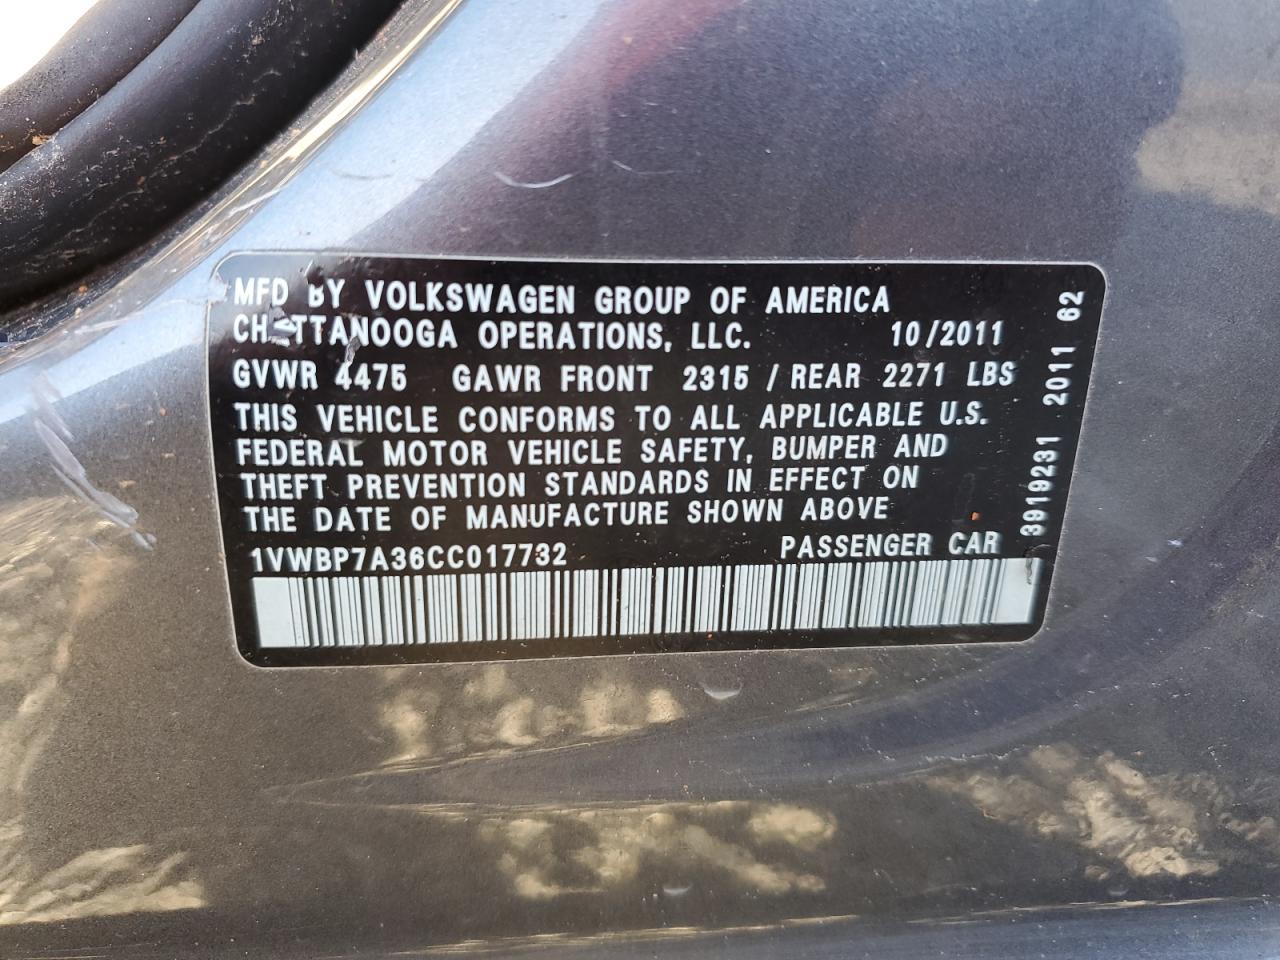 MFD BY VOLKSWAGEN GROUP OF AMERICA
CHATTANOOGA OPERATIONS, LLC. 10/2011
GVWR 4475 GAWR FRONT 2315 / REAR 2271 LBS
THIS VEHICLE CONFORMS TO ALL APPLICABLE U.S.
FEDERAL MOTOR VEHICLE SAFETY, BUMPER AND
THEFT PREVENTION STANDARDS IN EFFECT ON
THE DATE OF MANUFACTURE SHOWN ABOVE
1VWBP7A36CC017732 PASSENGER CAR
3919231 2011 62